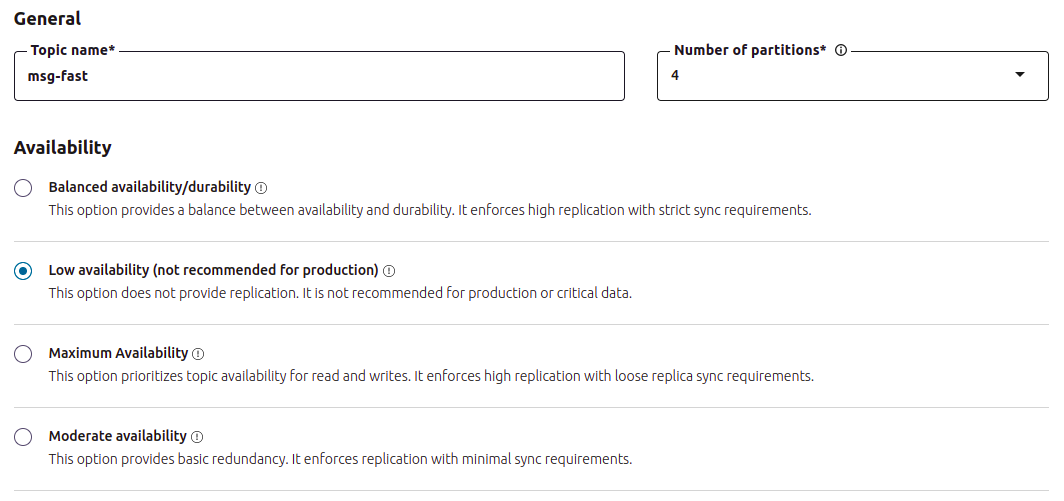 General
Topic name*
msg-fast
Number of partitions*
4
Availability
Balanced availability/durability
This option provides a balance between availability and durability. It enforces high replication with strict sync requirements.
Low availability (not recommended for production)
This option does not provide replication. It is not recommended for production or critical data.
Maximum Availability
This option prioritizes topic availability for read and writes. It enforces high replication with loose replica sync requirements.
Moderate availability
This option provides basic redundancy. It enforces replication with minimal sync requirements.